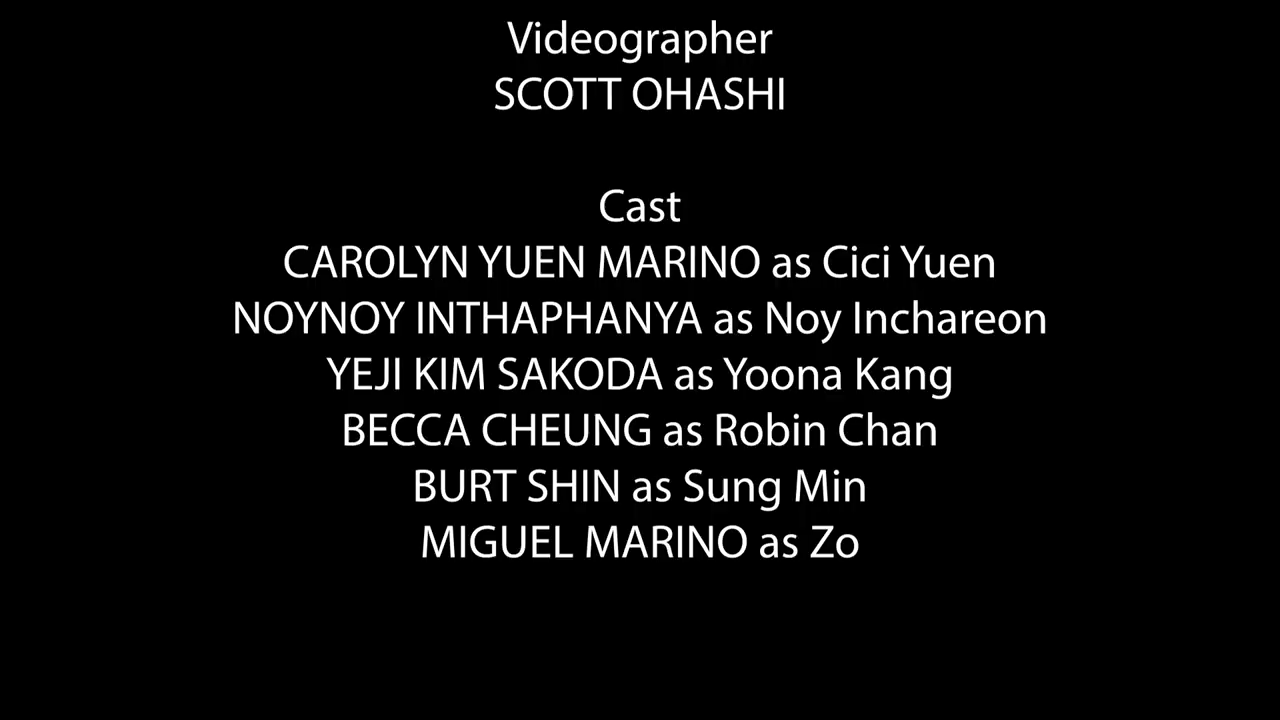 Videographer
SCOTT OHASHI
Cast
CAROLYN YUEN MARINO as Cici Yuen
NOYNOY INTHAPHANYA as Noy Inchareon
YEJI KIM SAKODA as Yoona Kang
BECCA CHEUNG as Robin Chan
BURT SHIN as Sung Min
MIGUEL MARINO as Zo